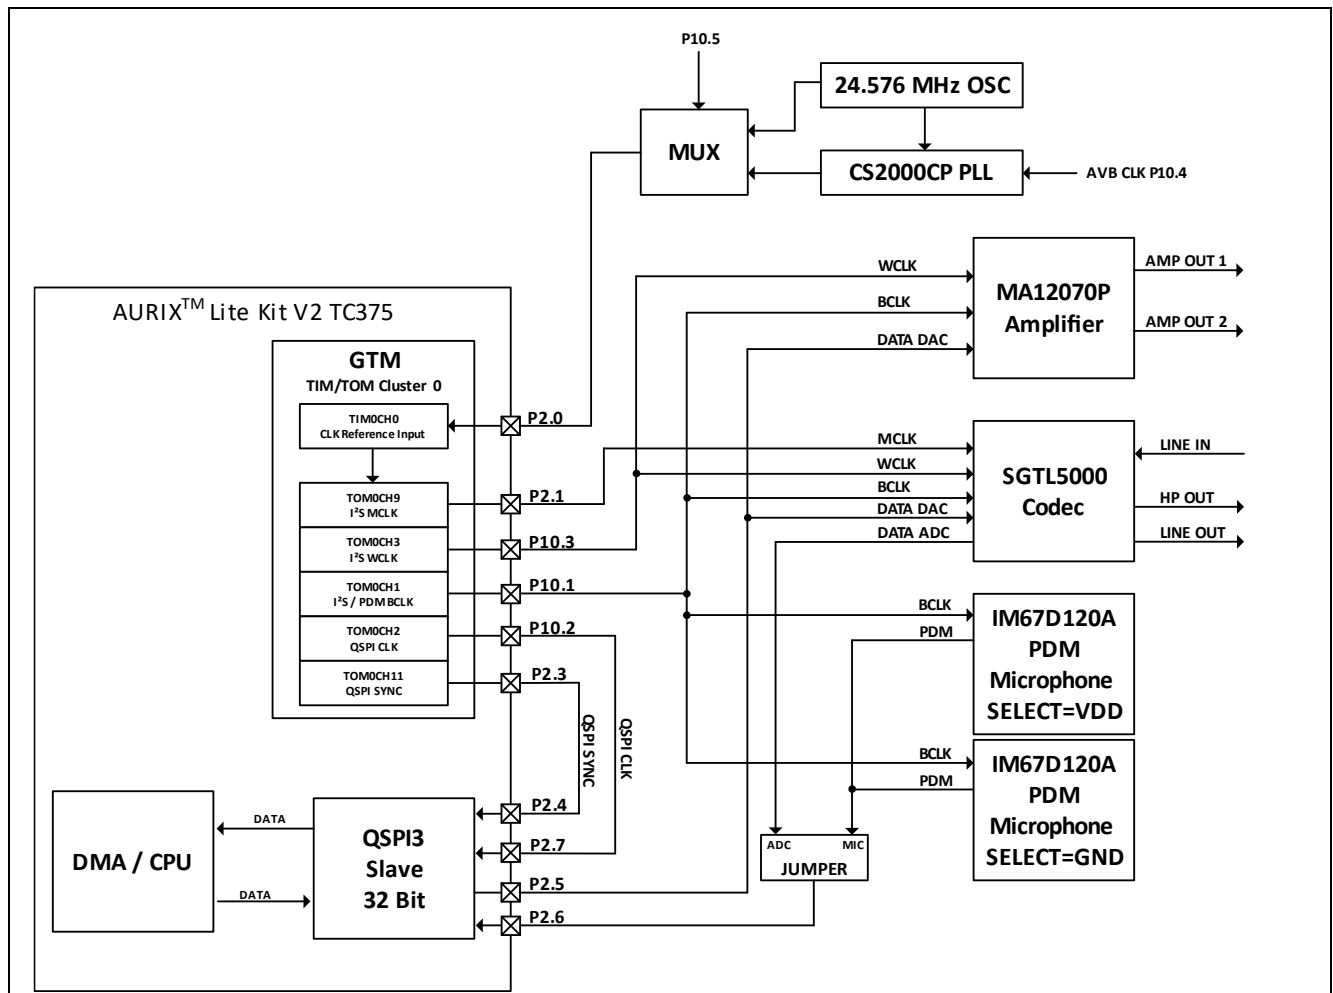 P10.5
24.576 MHz OSC
MUX
CS2000CP PLL
AVB CLK P10.4
WCLK
BCLK
DATA DAC
MA12070P
Amplifier
AMP OUT 1
AMP OUT 2
AURIX™ Lite Kit V2 TC375
GTM
TIM/TOM Cluster 0
TIM0CH0
CLK Reference Input
P2.0
TOM0CH9
I²S MCLK
P2.1
TOM0CH3
I²S WCLK
P10.3
TOM0CH1
I²S / PDM BCLK
P10.1
TOM0CH2
QSPI CLK
P10.2
TOM0CH11
QSPI SYNC
P2.3
MCLK
WCLK
BCLK
DATA DAC
DATA ADC
SGTL5000
Codec
LINE IN
HP OUT
LINE OUT
BCLK
PDM
IM67D120A
PDM
Microphone
SELECT=VDD
QSPI SYNC
QSPI CLK
BCLK
PDM
IM67D120A
PDM
Microphone
SELECT=GND
DMA / CPU
DATA
DATA
QSPI3
Slave
32 Bit
P2.4
P2.7
P2.5
P2.6
ADC
MIC
JUMPER